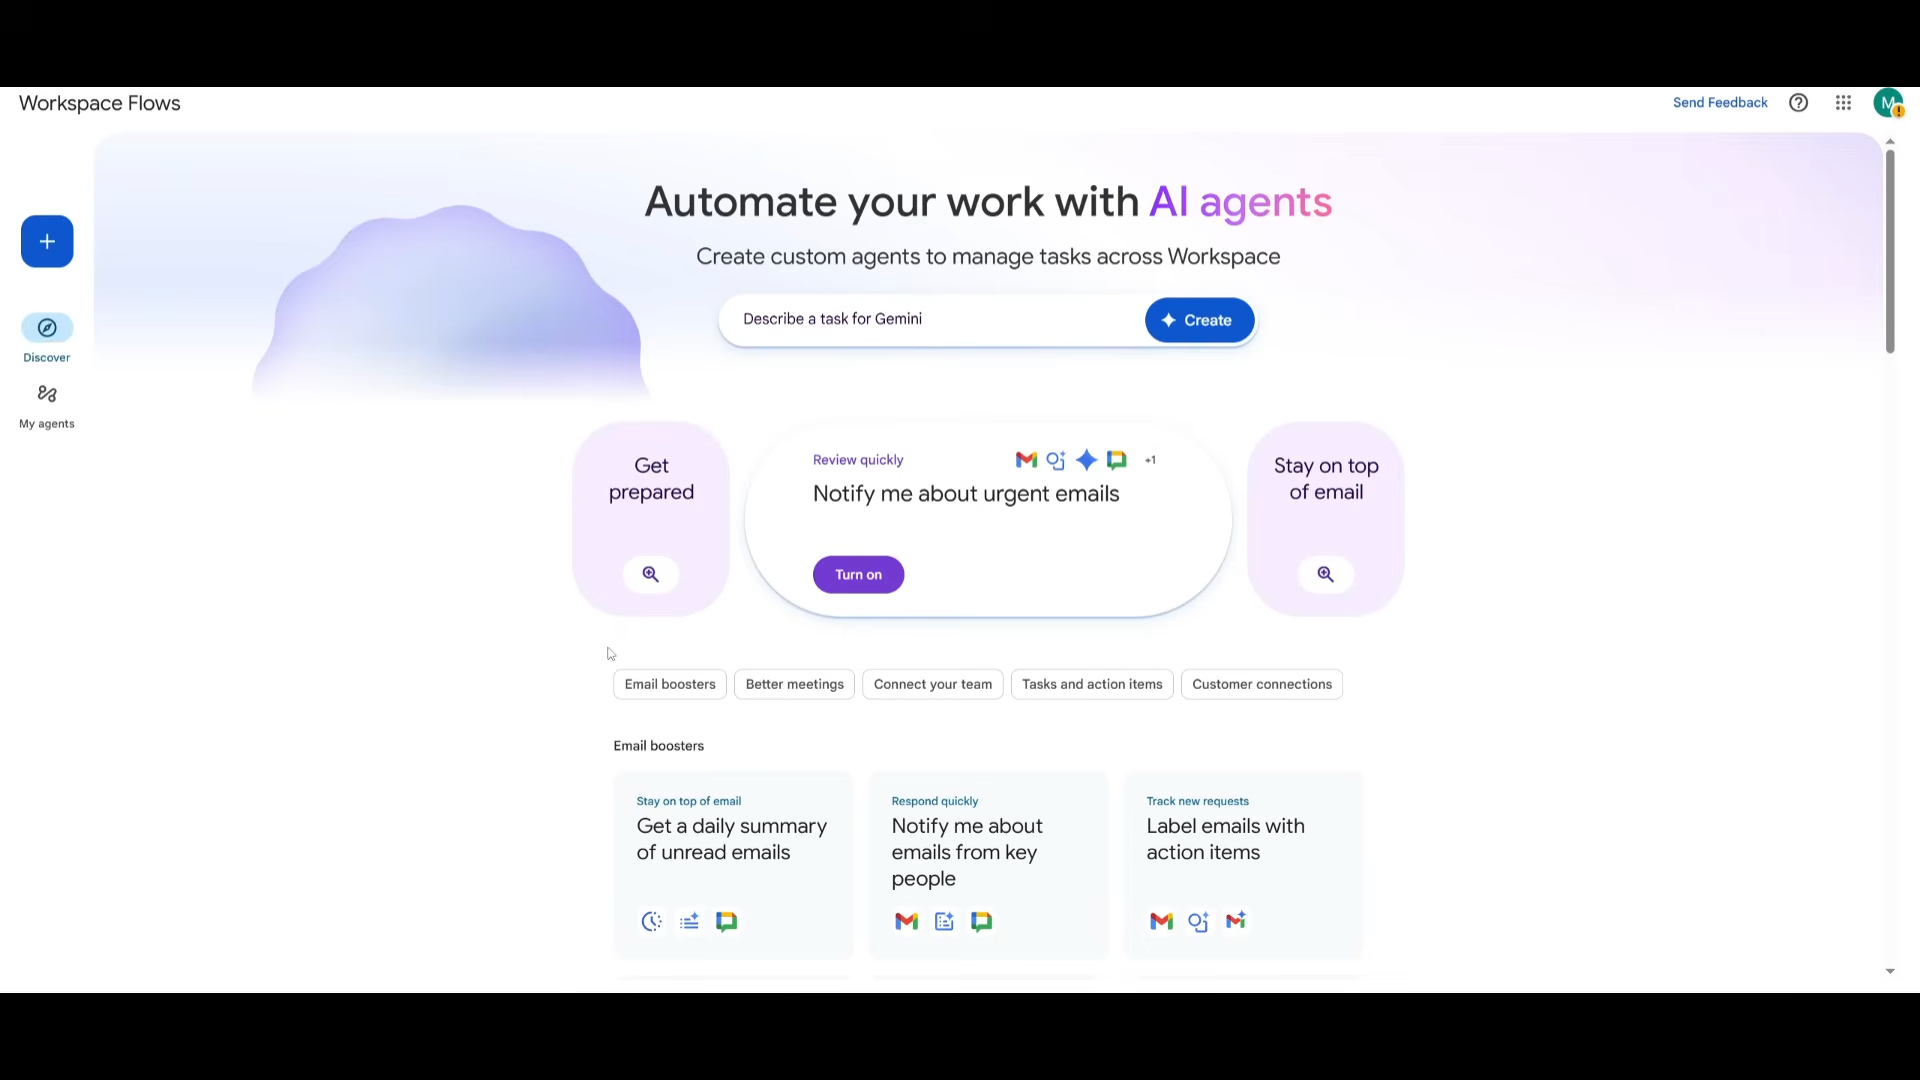 Workspace Flows
Send Feedback
M
Automate your work with AI agents
Create custom agents to manage tasks across Workspace
Describe a task for Gemini
Create
Discover
My agents
Get
prepared
Review quickly
+1
Notify me about urgent emails
Turn on
Stay on top
of email
Email boosters
Better meetings
Connect your team
Tasks and action items
Customer connections
Email boosters
Stay on top of email
Get a daily summary
of unread emails
Respond quickly
Notify me about
emails from key
people
Track new requests
Label emails with
action items